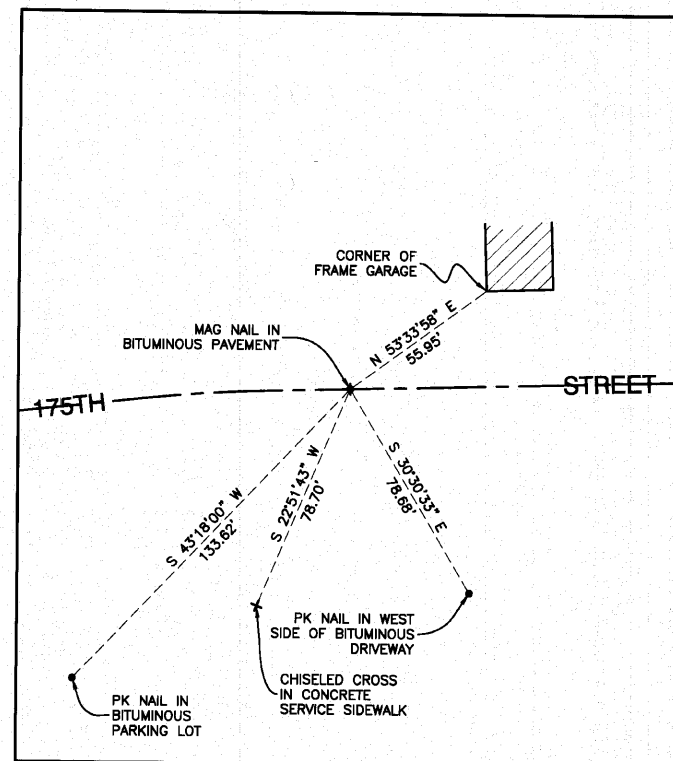 CORNER OF
FRAME GARAGE
MAG NAIL IN
BITUMINOUS PAVEMENT
N 53°33'58" E
55.95'
175TH
STREET
S 43°18'00" W
133.62'
S 22°51'43" W
78.70'
S 30°30'33" E
78.68'
PK NAIL IN WEST
SIDE OF BITUMINOUS
DRIVEWAY
CHISELED CROSS
IN CONCRETE
SERVICE SIDEWALK
PK NAIL IN
BITUMINOUS
PARKING LOT